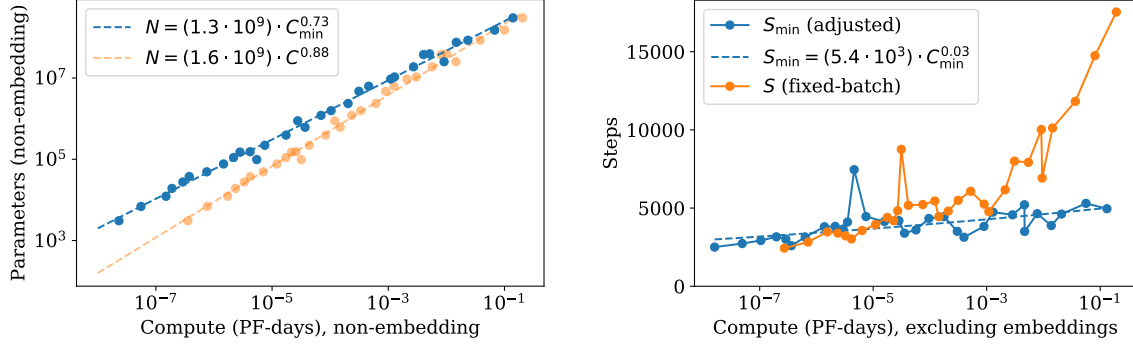 N = (1.3 · 10⁹) · C_min^0.73
N = (1.6 · 10⁹) · C^0.88
Parameters (non-embedding)
10⁷
10⁵
10³
10⁻⁷
10⁻⁵
10⁻³
10⁻¹
Compute (PF-days), non-embedding
S_min (adjusted)
S_min = (5.4 · 10³) · C_min^0.03
S (fixed-batch)
Steps
15000
10000
5000
0
10⁻⁷
10⁻⁵
10⁻³
10⁻¹
Compute (PF-days), excluding embeddings